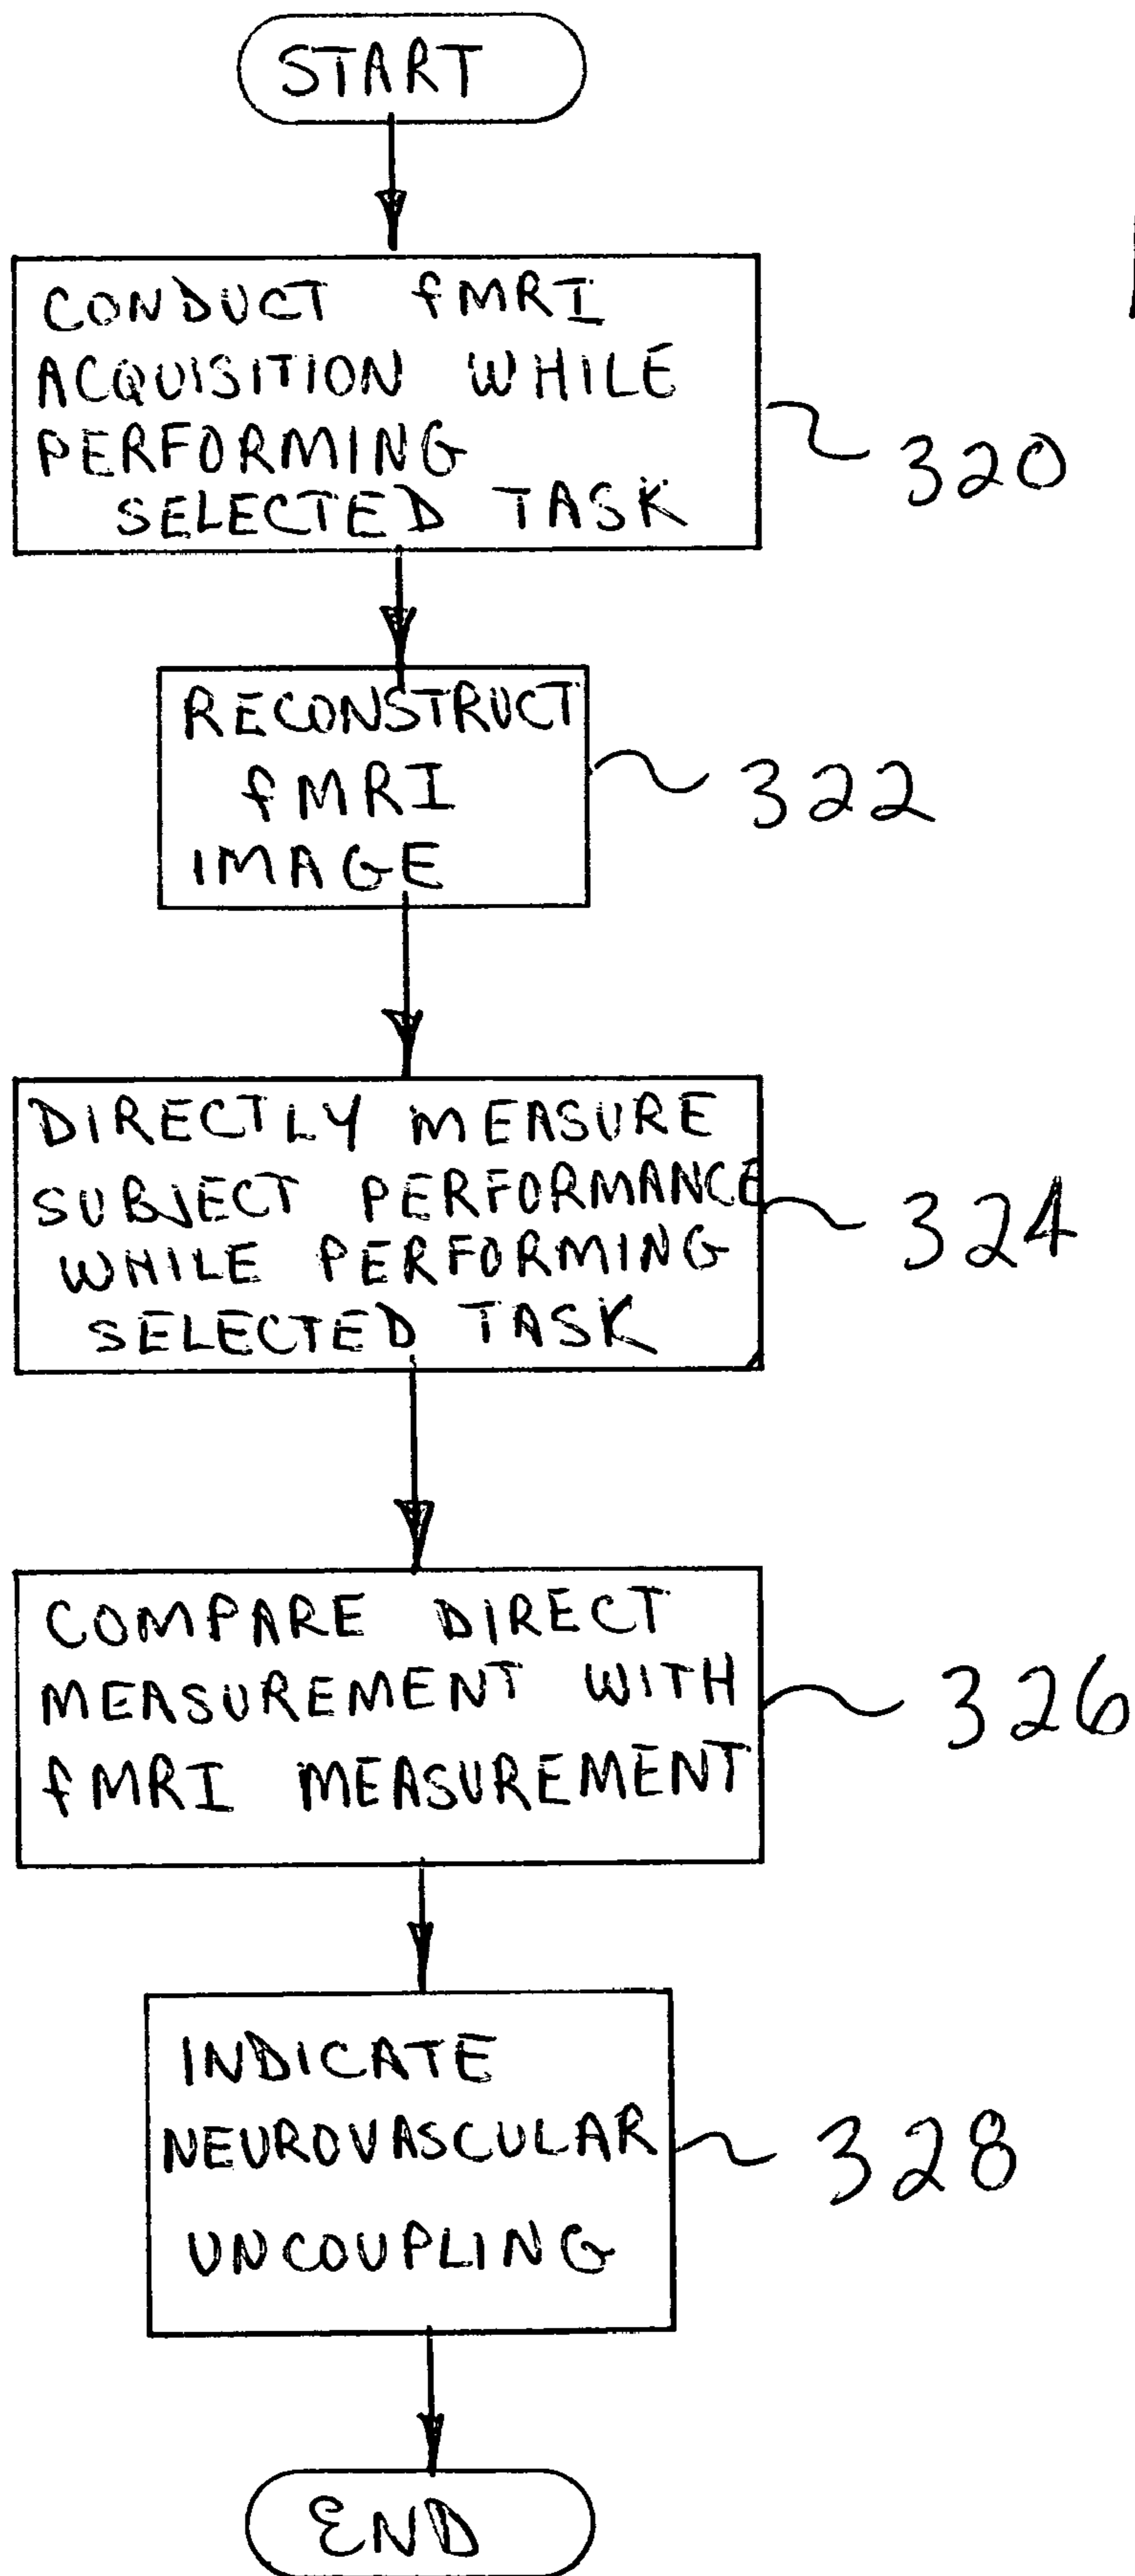 START
CONDUCT fMRI
ACQUISITION WHILE
PERFORMING
SELECTED TASK
320
RECONSTRUCT
fMRI
IMAGE
322
DIRECTLY MEASURE
SUBJECT PERFORMANCE
WHILE PERFORMING
SELECTED TASK
324
COMPARE DIRECT
MEASUREMENT WITH
fMRI MEASUREMENT
326
INDICATE
NEUROVASCULAR
UNCOUPLING
328
END